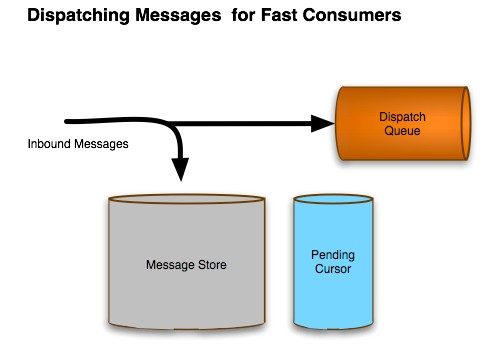 Dispatching Messages  for Fast Consumers
Dispatch
Queue
Inbound Messages
Message Store
Pending
Cursor